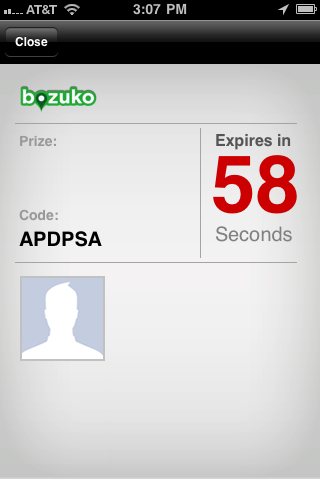 AT&T 3:07 PM
Close
bozuko
Prize:
Expires in
58
Seconds
Code:
APDPSA